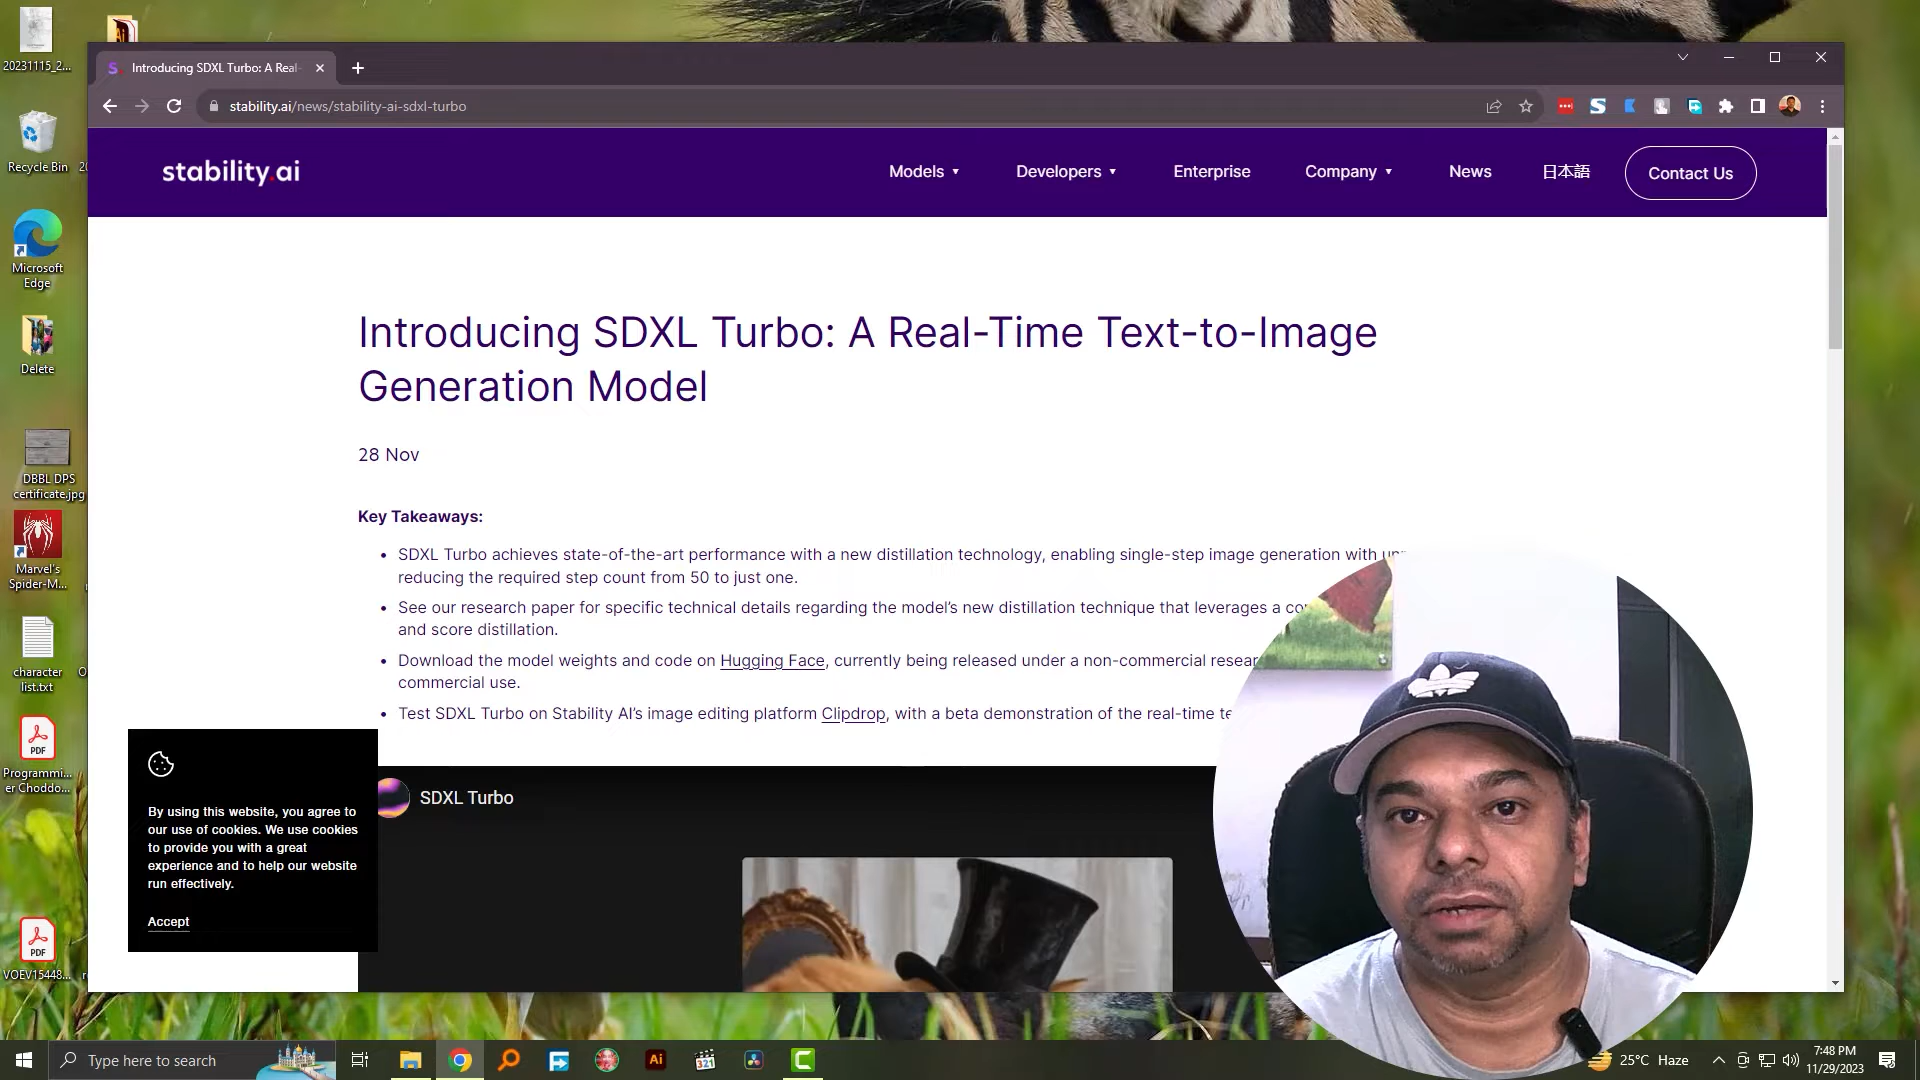 20231115_2...
Recycle Bin
Microsoft
Edge
Delete
DBBL DPS
certificate.jpg
Marvel's
Spider-M...
character
list.txt
PDF
Programmi...
er Choddo...
PDF
VOEV15448...
Introducing SDXL Turbo: A Real-
stability.ai/news/stability-ai-sdxl-turbo
stability.ai
Models
Developers
Enterprise
Company
News
日本語
Contact Us
Introducing SDXL Turbo: A Real-Time Text-to-Image
Generation Model
28 Nov
Key Takeaways:
• SDXL Turbo achieves state-of-the-art performance with a new distillation technology, enabling single-step image generation with
reducing the required step count from 50 to just one.
• See our research paper for specific technical details regarding the model's new distillation technique that leverages a
and score distillation.
• Download the model weights and code on Hugging Face, currently being released under a non-commercial
commercial use.
• Test SDXL Turbo on Stability AI's image editing platform Clipdrop, with a beta demonstration of the real-time
SDXL Turbo
By using this website, you agree to
our use of cookies. We use cookies
to provide you with a great
experience and to help our website
run effectively.
Accept
Type here to search
Ai
321
25°C Haze
7:48 PM
11/29/2023